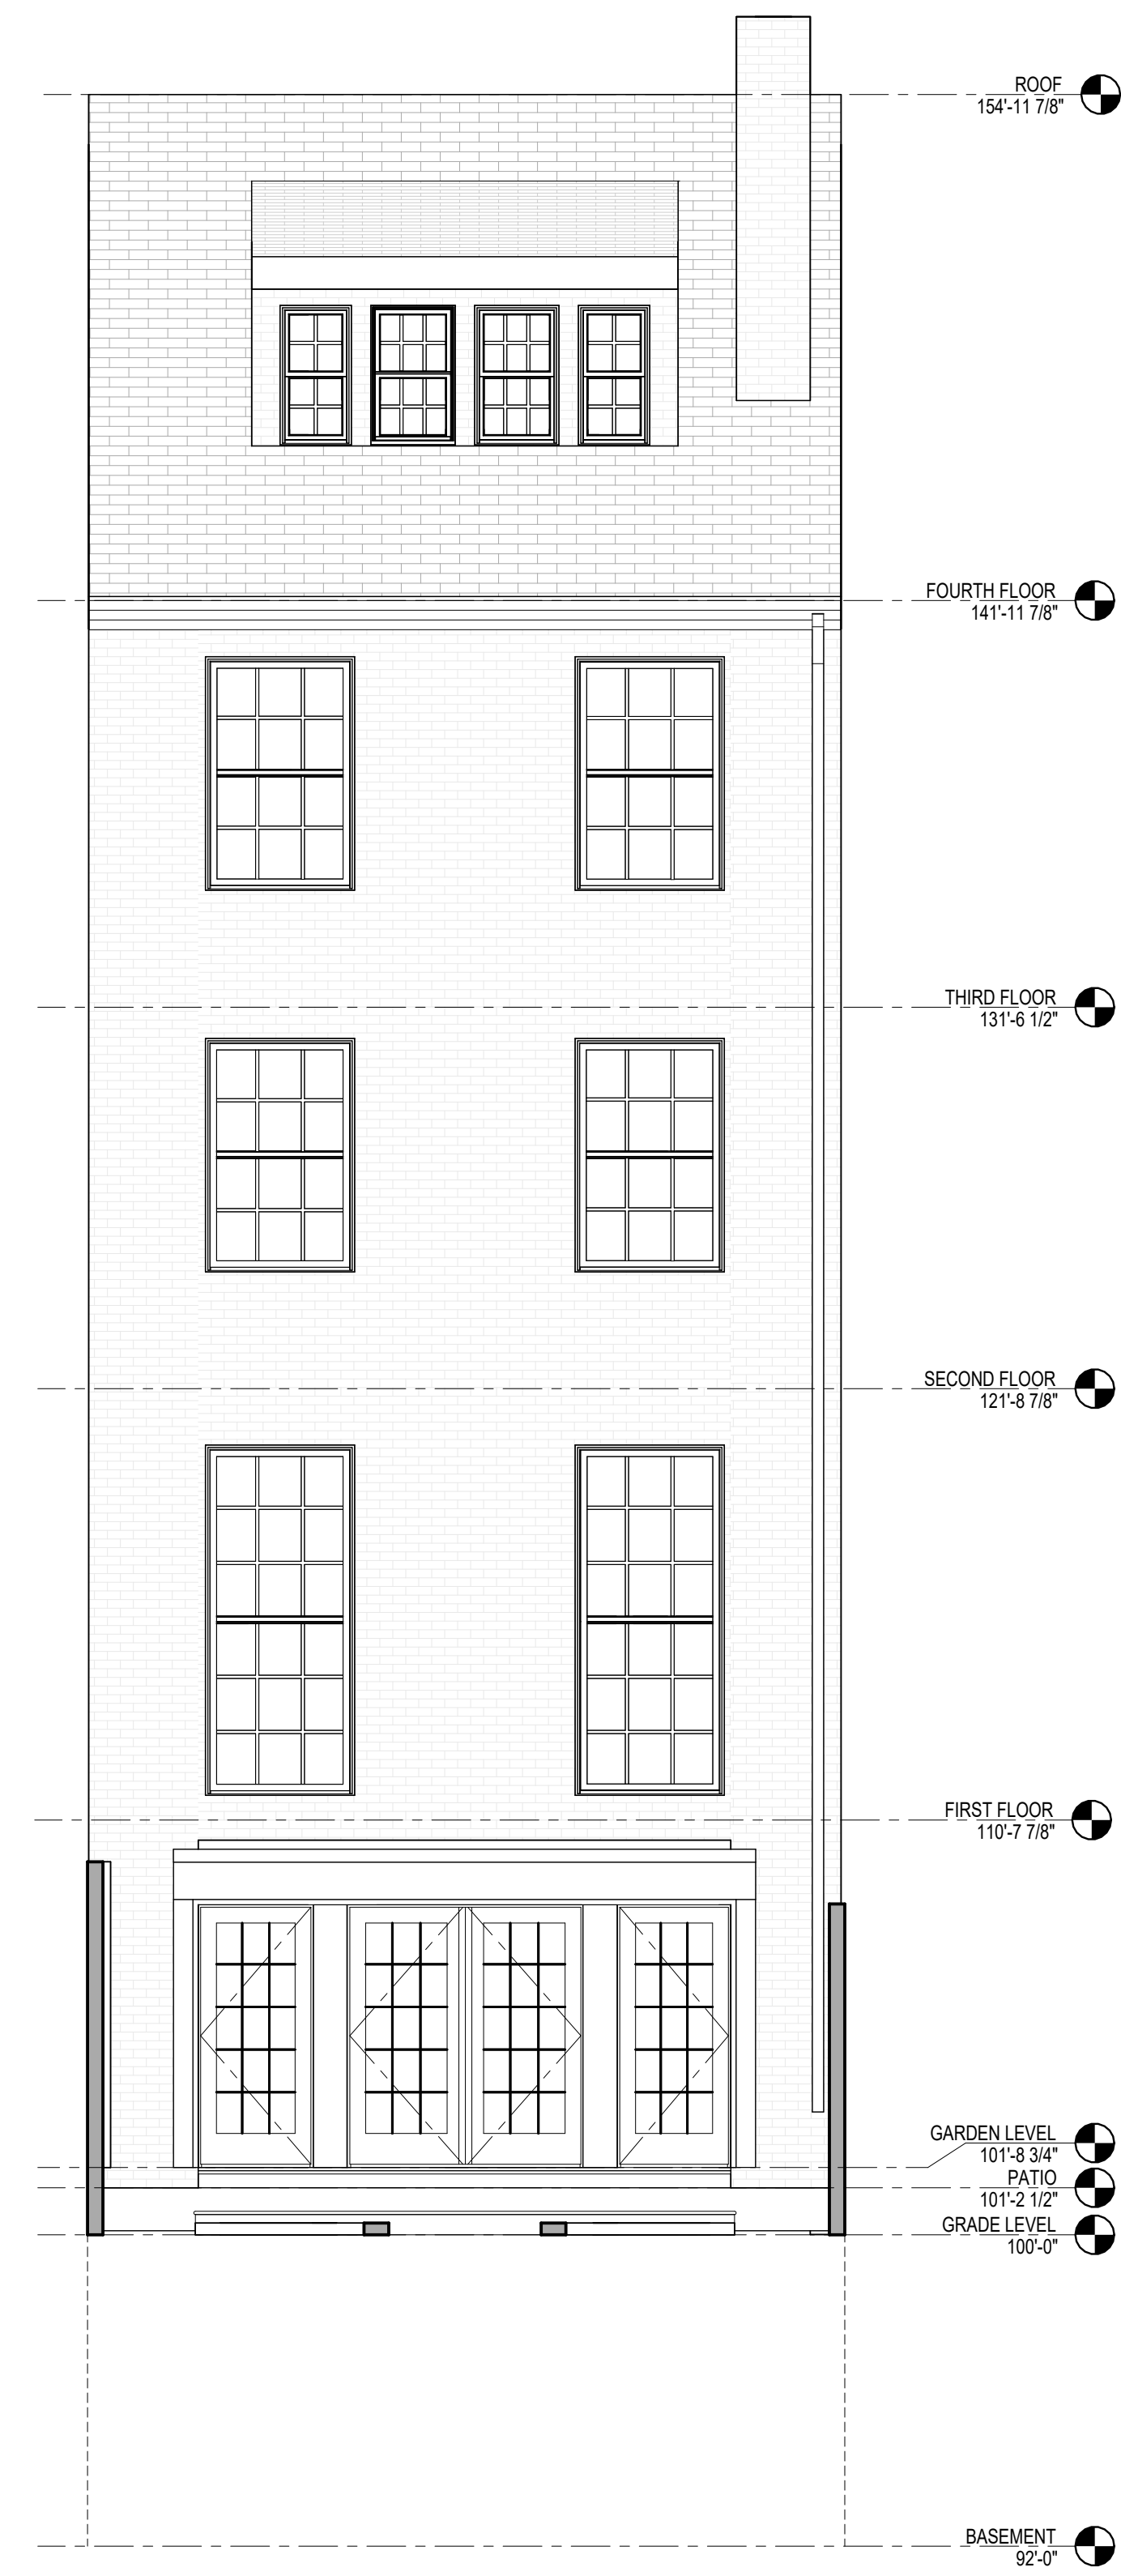 ROOF
154'-11 7/8"
FOURTH FLOOR
141'-11 7/8"
THIRD FLOOR
131'-6 1/2"
SECOND FLOOR
121'-8 7/8"
FIRST FLOOR
110'-7 7/8"
GARDEN LEVEL
101'-8 3/4"
PATIO
101'-2 1/2"
GRADE LEVEL
100'-0"
BASEMENT
92'-0"